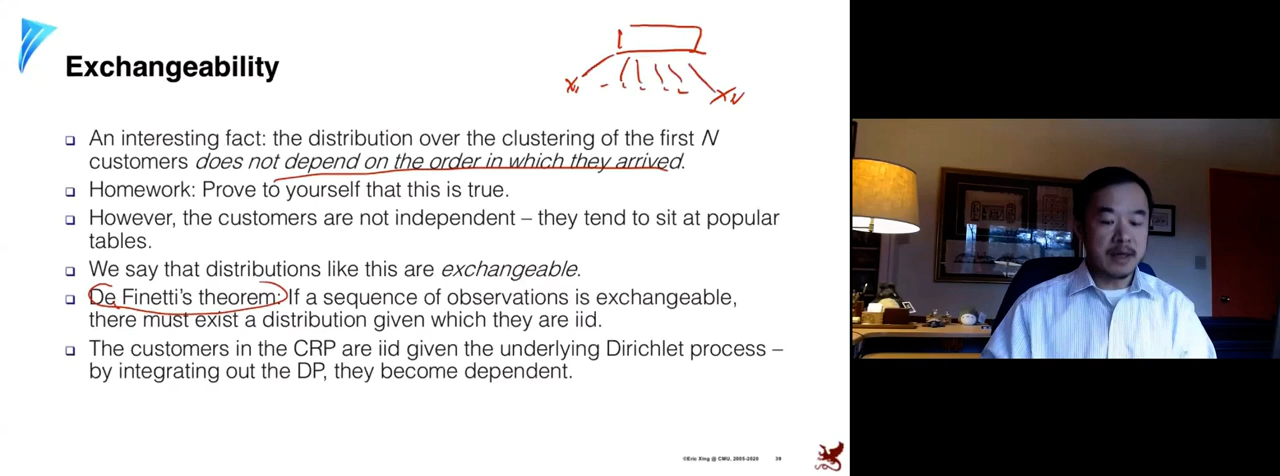 Exchangeability
X1
XN
An interesting fact: the distribution over the clustering of the first N
customers does not depend on the order in which they arrived.
Homework: Prove to yourself that this is true.
However, the customers are not independent – they tend to sit at popular
tables.
We say that distributions like this are exchangeable.
De Finetti's theorem: If a sequence of observations is exchangeable,
there must exist a distribution given which they are iid.
The customers in the CRP are iid given the underlying Dirichlet process –
by integrating out the DP, they become dependent.
©Eric Xing @ CMU, 2005-2020
39